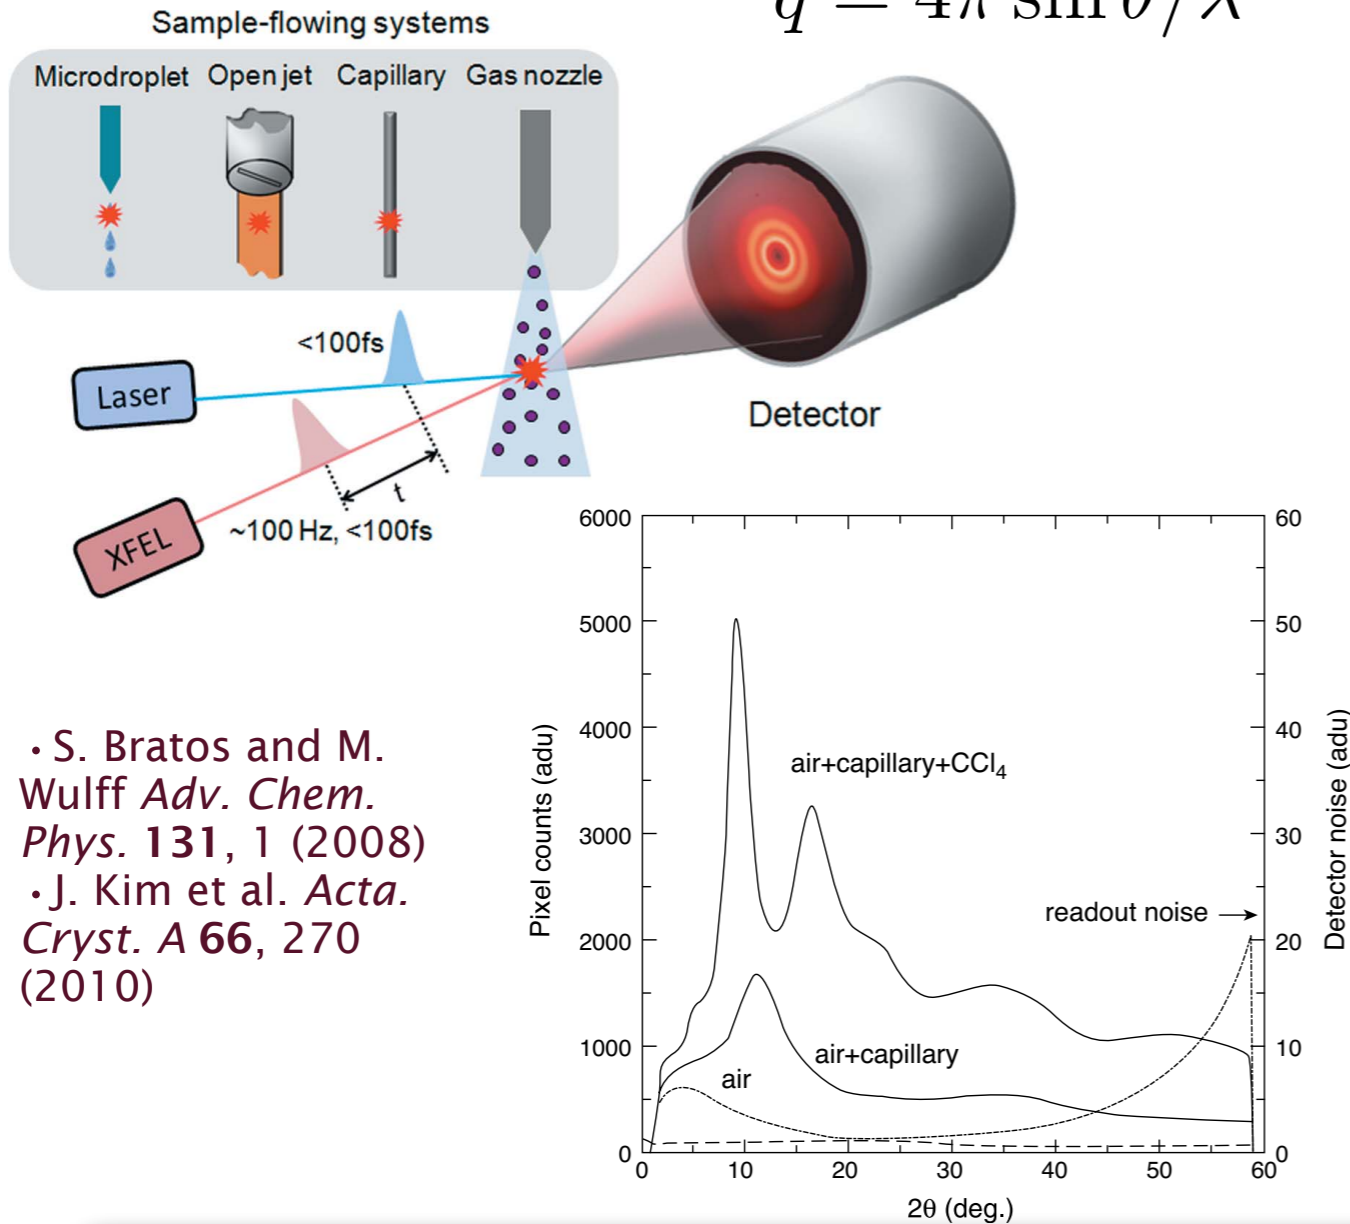 q = 4π sin θ/λ
Sample-flowing systems
Microdroplet Open jet Capillary Gas nozzle
<100fs
Laser
Detector
t
~100 Hz, <100fs
XFEL
· S. Bratos and M.
Wulff Adv. Chem.
Phys. 131, 1 (2008)
· J. Kim et al. Acta.
Cryst. A 66, 270
(2010)
6000
5000
4000
3000
2000
1000
0
Pixel counts (adu)
60
50
40
30
20
10
0
Detector noise (adu)
air+capillary+CCl₄
readout noise
air+capillary
air
0 10 20 30 40 50 60
2θ (deg.)